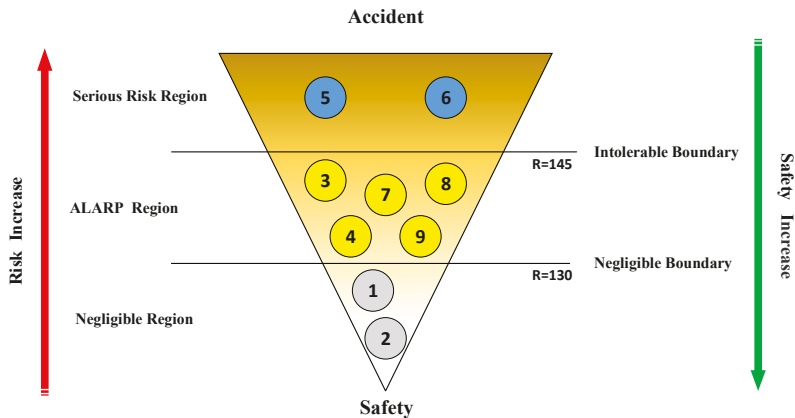 Accident
Serious Risk Region
5
6
Intolerable Boundary
R=145
3
7
8
ALARP Region
4
9
Negligible Boundary
R=130
1
Negligible Region
2
Safety
Risk Increase
Safety Increase